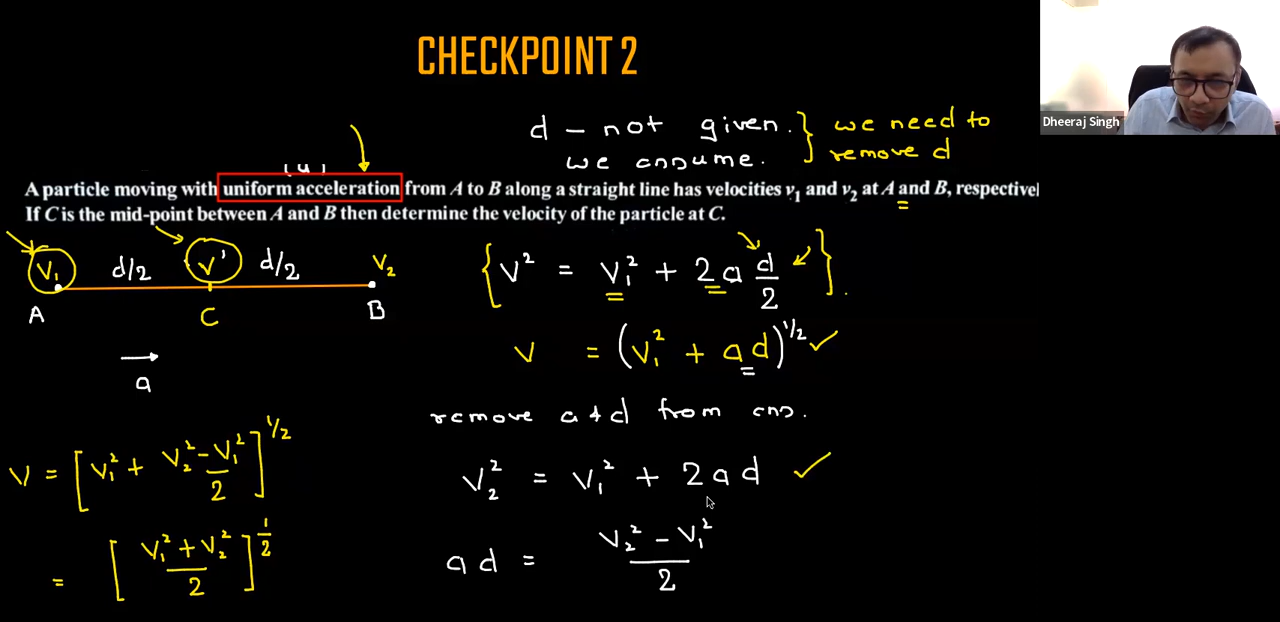 CHECKPOINT 2
Dheeraj Singh
d – not given. } we need to
we assume. } remove d
A particle moving with uniform acceleration from A to B along a straight line has velocities v₁ and v₂ at A and B,
If C is the mid-point between A and B then determine the velocity of the particle at C.
V₁ d/2 V' d/2 V₂
A C B
a
{ V² = V₁² + 2a d/2 }.
V = (V₁² + ad)^1/2 ✓
remove a & d from ans.
V₂² = V₁² + 2ad ✓
ad = (V₂² – V₁²)/2
V = [V₁² + (V₂² – V₁²)/2]^1/2
= [(V₁² + V₂²)/2]^1/2